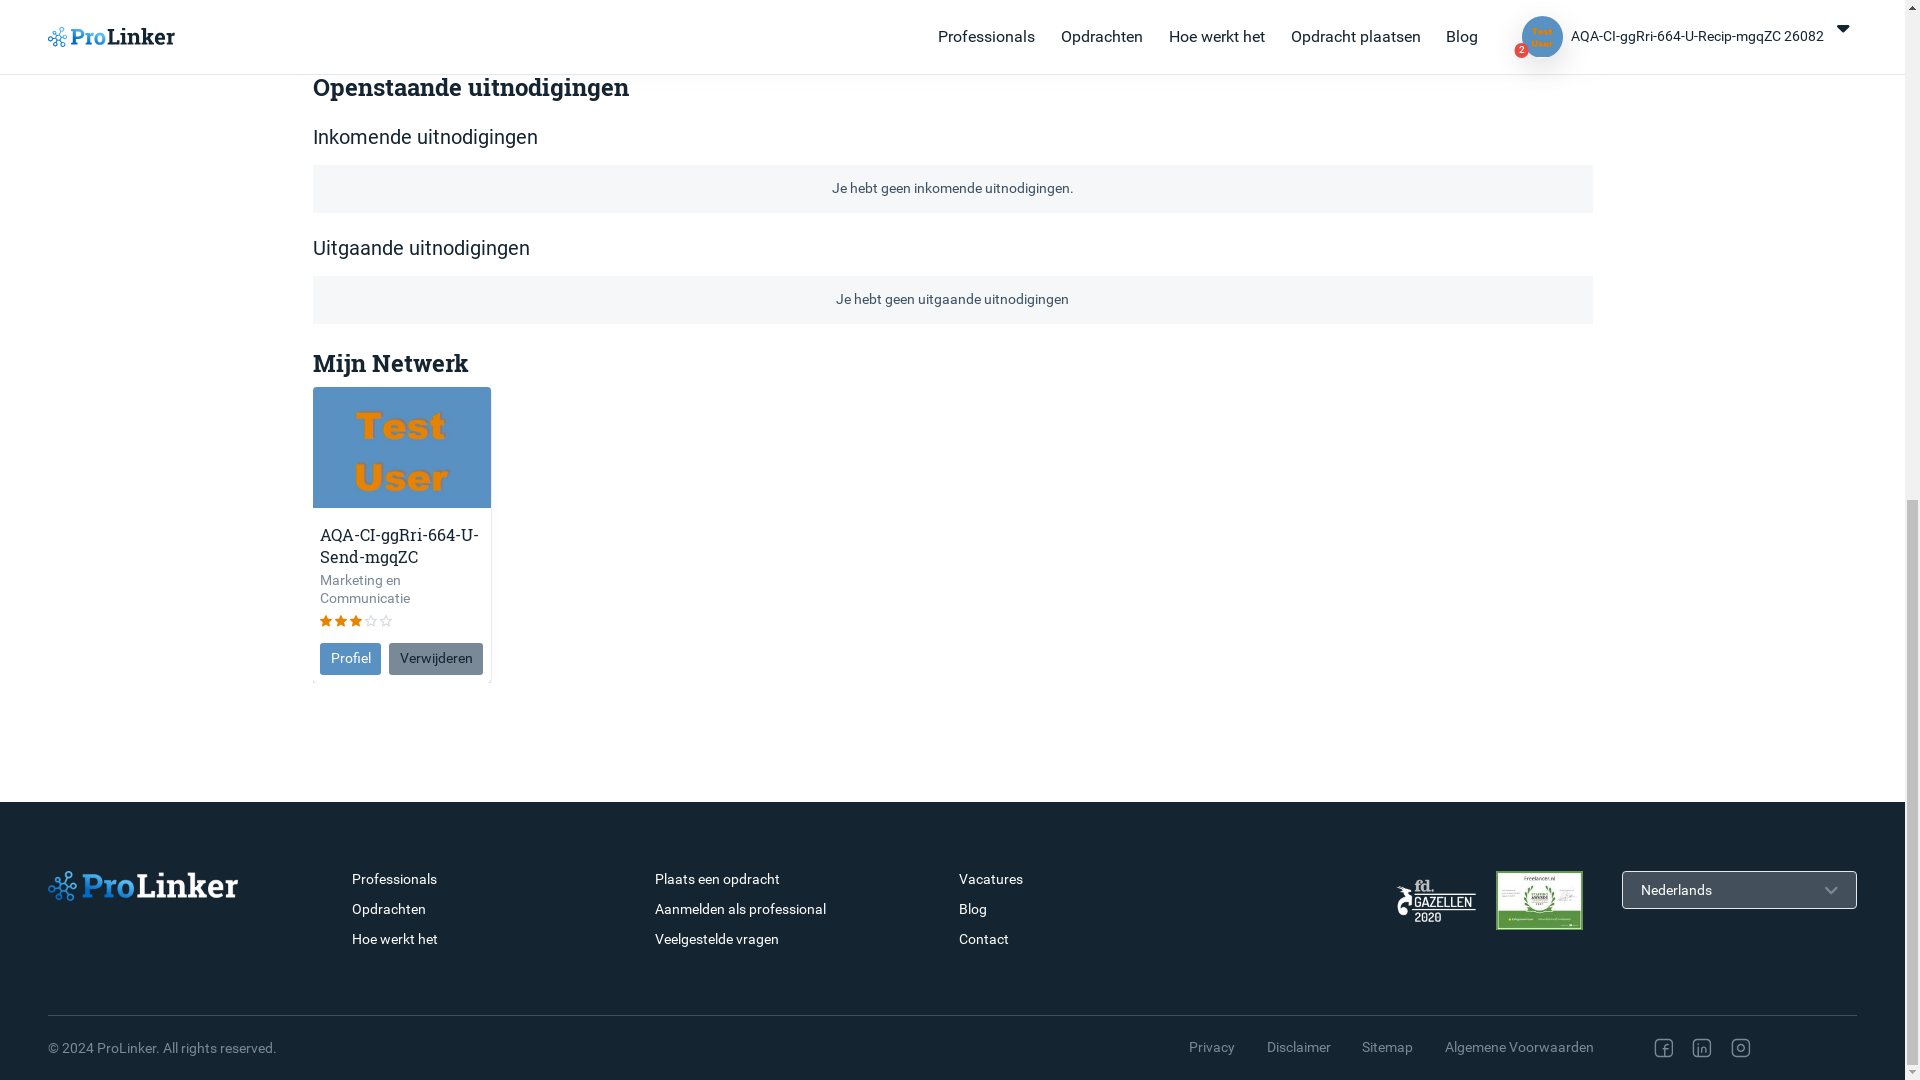 ProLinker
Professionals
Opdrachten
Hoe werkt het
Opdracht plaatsen
Blog
Test
User
2
AQA-CI-ggRri-664-U-Recip-mgqZC 26082
Openstaande uitnodigingen
Inkomende uitnodigingen
Je hebt geen inkomende uitnodigingen.
Uitgaande uitnodigingen
Je hebt geen uitgaande uitnodigingen
Mijn Netwerk
Test
User
AQA-CI-ggRri-664-U-
Send-mgqZC
Marketing en
Communicatie
Profiel
Verwijderen
ProLinker
Professionals
Opdrachten
Hoe werkt het
Plaats een opdracht
Aanmelden als professional
Veelgestelde vragen
Vacatures
Blog
Contact
fd.
GAZELLEN
2020
Freelancer.nl
Nederlands
© 2024 ProLinker. All rights reserved.
Privacy
Disclaimer
Sitemap
Algemene Voorwaarden